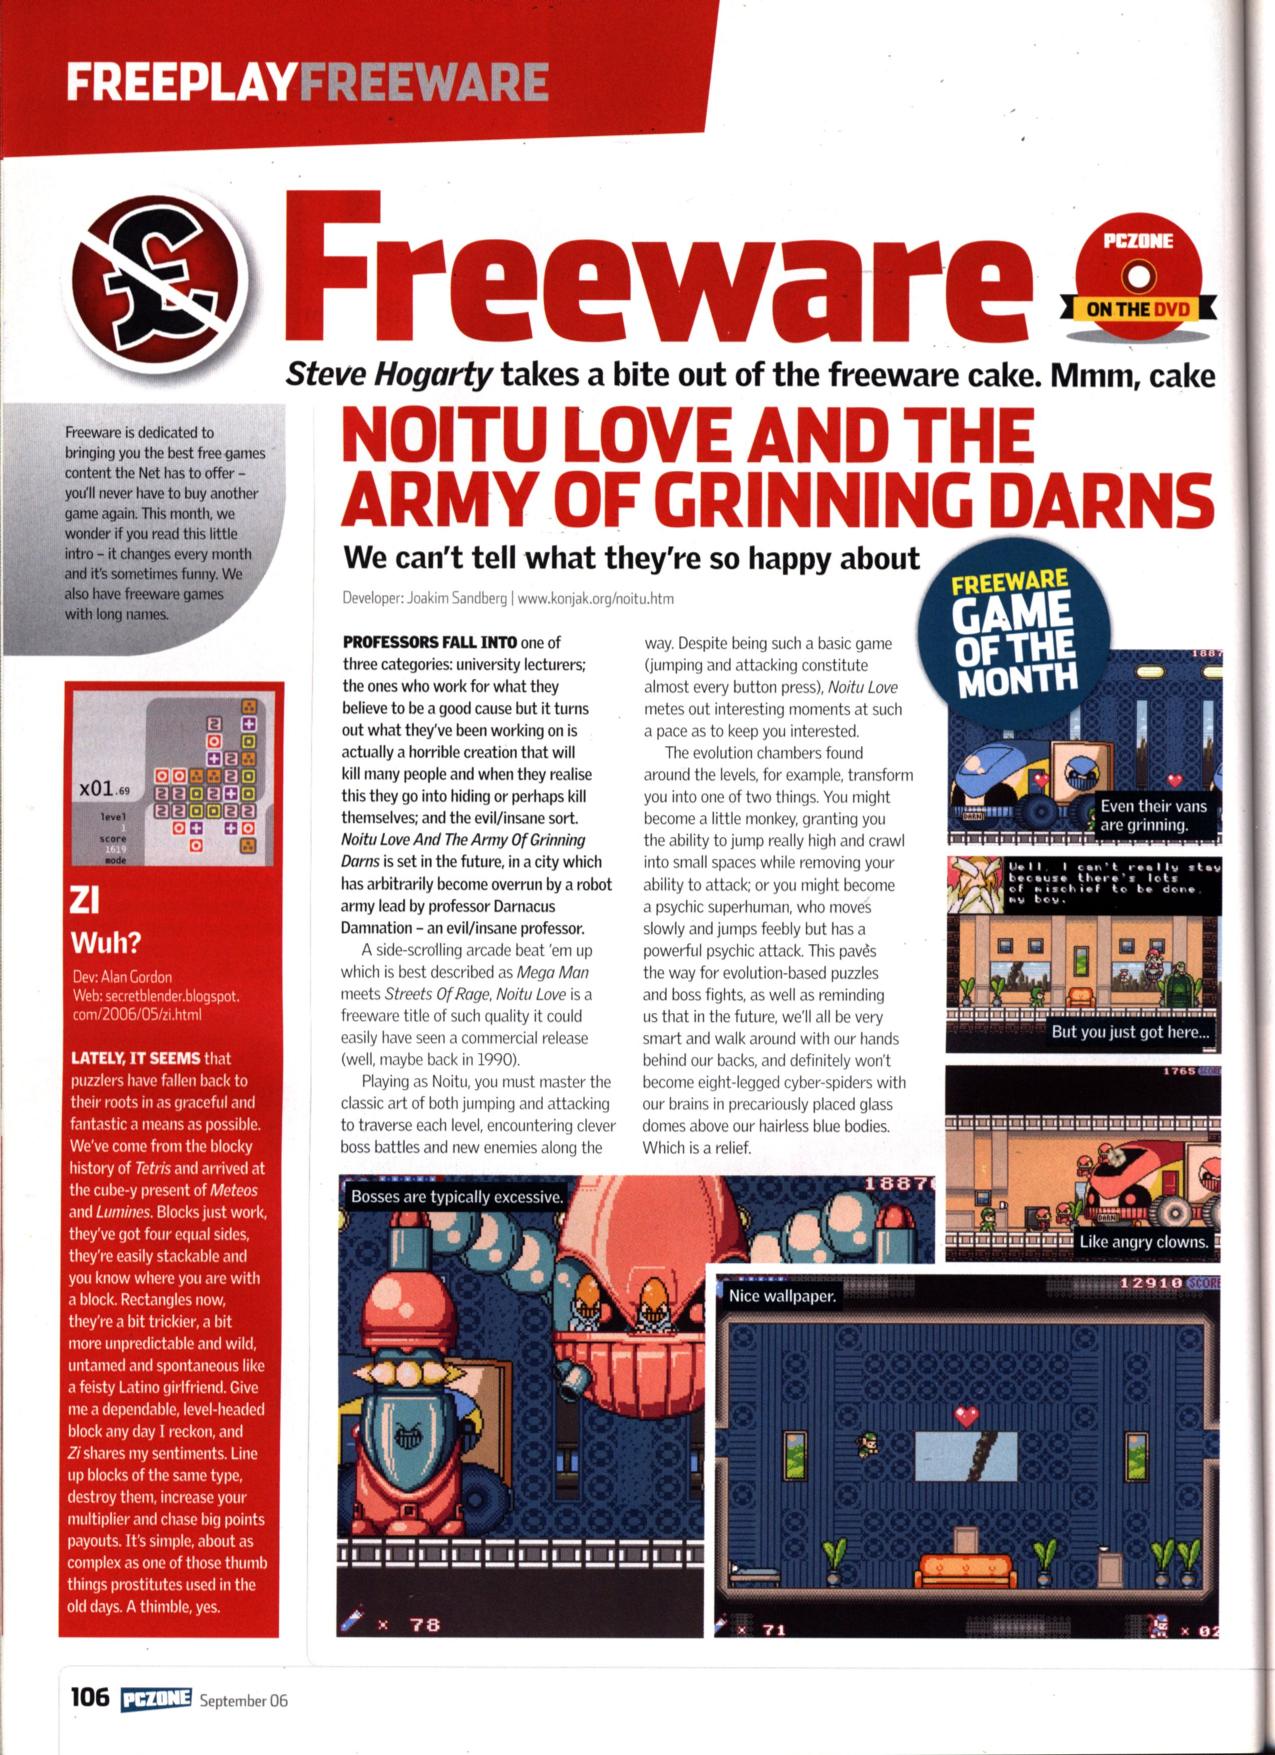 FREEPLAYFREEWARE
Freeware
PCZONE
ON THE DVD
Steve Hogarty takes a bite out of the freeware cake. Mmm, cake
Freeware is dedicated to
bringing you the best free games
content the Net has to offer –
you'll never have to buy another
game again. This month, we
wonder if you read this little
intro – it changes every month
and it's sometimes funny. We
also have freeware games
with long names.
x01.69
level
1
score
1619
mode
ZI
Wuh?
Dev: Alan Gordon
Web: secretblender.blogspot.
com/2006/05/zi.html
LATELY, IT SEEMS that
puzzlers have fallen back to
their roots in as graceful and
fantastic a means as possible.
We've come from the blocky
history of Tetris and arrived at
the cube-y present of Meteos
and Lumines. Blocks just work,
they've got four equal sides,
they're easily stackable and
you know where you are with
a block. Rectangles now,
they're a bit trickier, a bit
more unpredictable and wild,
untamed and spontaneous like
a feisty Latino girlfriend. Give
me a dependable, level-headed
block any day I reckon, and
Zi shares my sentiments. Line
up blocks of the same type,
destroy them, increase your
multiplier and chase big points
payouts. It's simple, about as
complex as one of those thumb
things prostitutes used in the
old days. A thimble, yes.
NOITU LOVE AND THE
ARMY OF GRINNING DARNS
We can't tell what they're so happy about
Developer: Joakim Sandberg | www.konjak.org/noitu.htm
PROFESSORS FALL INTO one of
three categories: university lecturers;
the ones who work for what they
believe to be a good cause but it turns
out what they've been working on is
actually a horrible creation that will
kill many people and when they realise
this they go into hiding or perhaps kill
themselves; and the evil/insane sort.
Noitu Love And The Army Of Grinning
Darns is set in the future, in a city which
has arbitrarily become overrun by a robot
army lead by professor Darnacus
Damnation – an evil/insane professor.
A side-scrolling arcade beat 'em up
which is best described as Mega Man
meets Streets Of Rage, Noitu Love is a
freeware title of such quality it could
easily have seen a commercial release
(well, maybe back in 1990).
Playing as Noitu, you must master the
classic art of both jumping and attacking
to traverse each level, encountering clever
boss battles and new enemies along the
way. Despite being such a basic game
(jumping and attacking constitute
almost every button press), Noitu Love
metes out interesting moments at such
a pace as to keep you interested.
The evolution chambers found
around the levels, for example, transform
you into one of two things. You might
become a little monkey, granting you
the ability to jump really high and crawl
into small spaces while removing your
ability to attack; or you might become
a psychic superhuman, who moves
slowly and jumps feebly but has a
powerful psychic attack. This paves
the way for evolution-based puzzles
and boss fights, as well as reminding
us that in the future, we'll all be very
smart and walk around with our hands
behind our backs, and definitely won't
become eight-legged cyber-spiders with
our brains in precariously placed glass
domes above our hairless blue bodies.
Which is a relief.
FREEWARE
GAME
OF THE
MONTH
1887
DARN
Even their vans
are grinning.
Well, I can't really stay
because there's lots
of mischief to be done,
my boy.
But you just got here...
1765 SCORE
DARN
Like angry clowns.
Bosses are typically excessive.
1887
x 78
Nice wallpaper.
12910 SCORE
x 71
x 02
106 PCZONE September 06